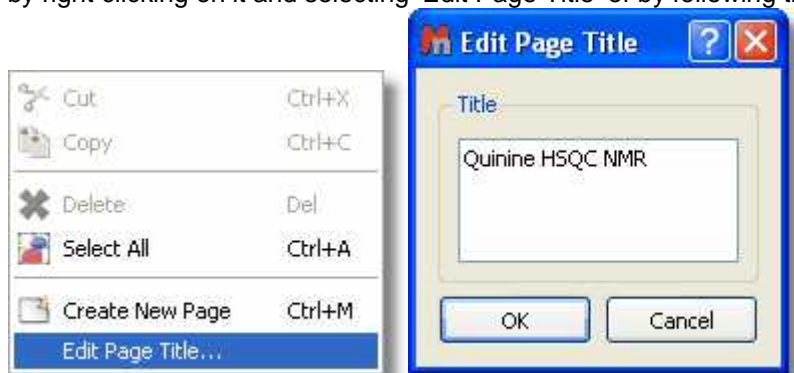 by right clicking on it and selecting 'Edit Page Title' or by following
Edit Page Title
Cut Ctrl+X
Copy Ctrl+C
Delete Del
Select All Ctrl+A
Create New Page Ctrl+M
Edit Page Title...
Title
Quinine HSQC NMR
OK Cancel